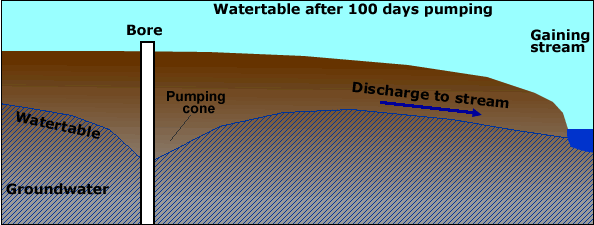 Watertable after 100 days pumping
Bore
Gaining
stream
Pumping
cone
Discharge to stream
Watertable
Groundwater